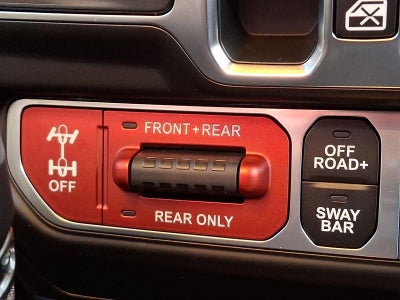 FRONT+REAR
OFF
REAR ONLY
OFF
ROAD+
SWAY
BAR